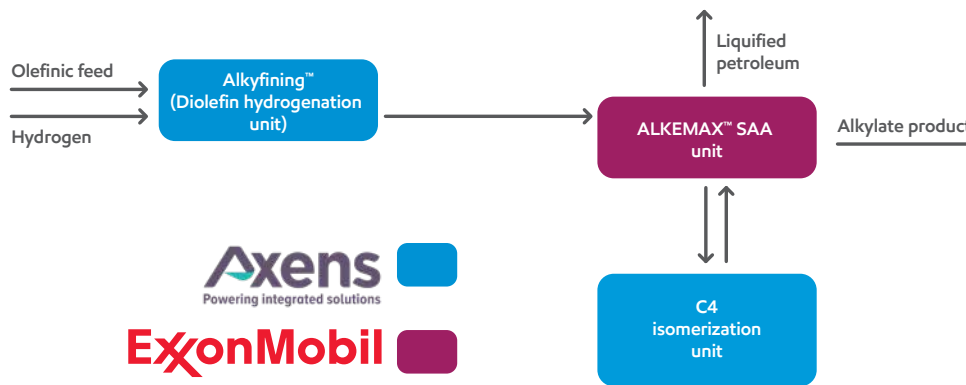 Olefinic feed
Hydrogen
Alkyfining™
(Diolefin hydrogenation
unit)
Liquified
petroleum
ALKEMAX™ SAA
unit
Alkylate product
C4
isomerization
unit
Axens
Powering integrated solutions
ExxonMobil